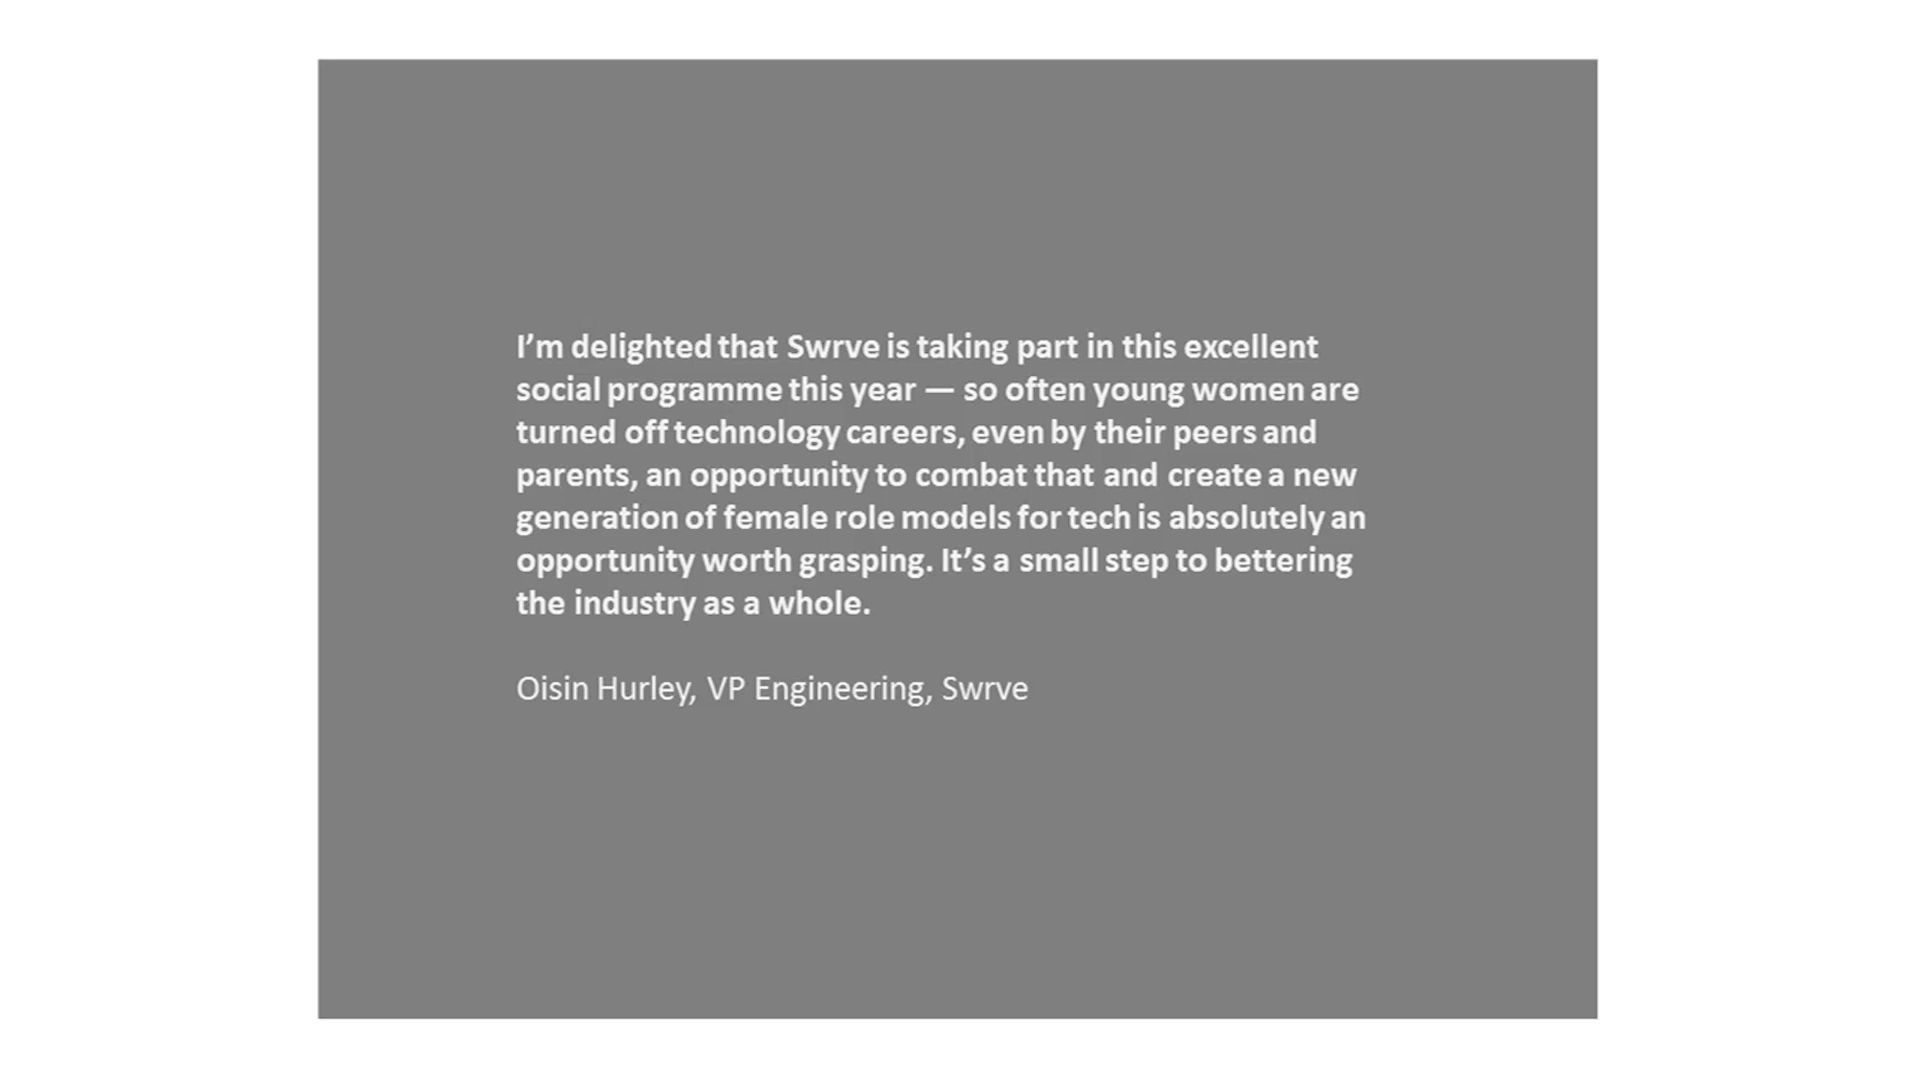 I’m delighted that Swrve is taking part in this excellent
social programme this year — so often young women are
turned off technology careers, even by their peers and
parents, an opportunity to combat that and create a new
generation of female role models for tech is absolutely an
opportunity worth grasping. It’s a small step to bettering
the industry as a whole.
Oisin Hurley, VP Engineering, Swrve